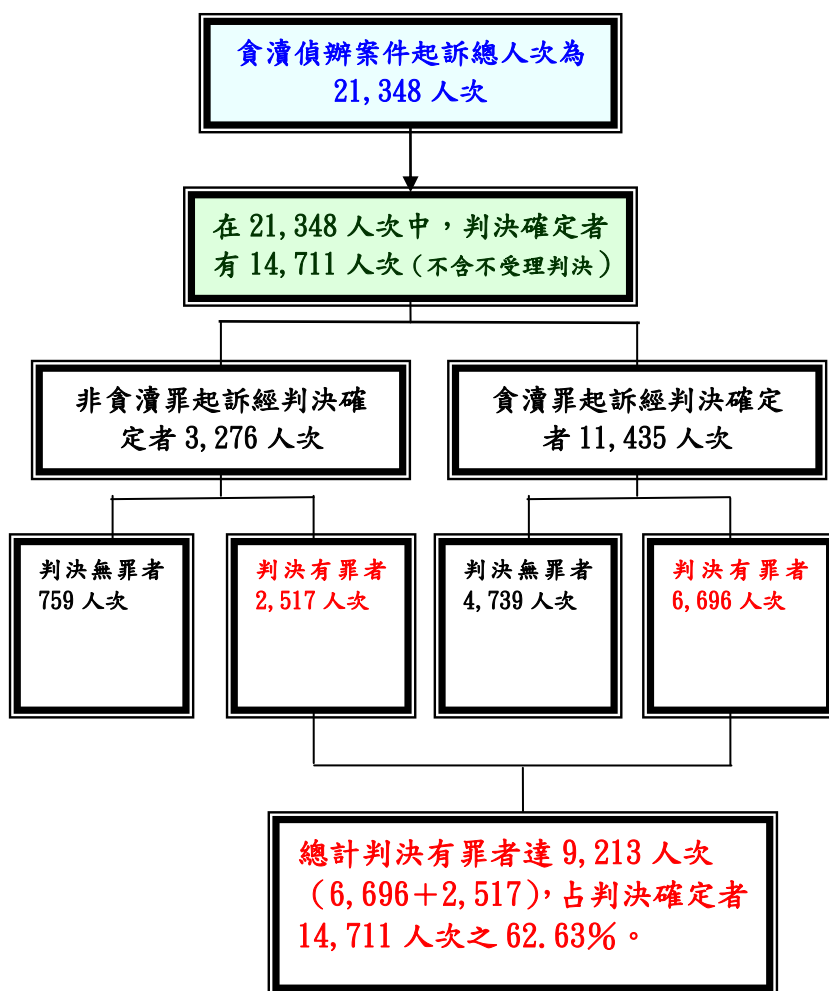 貪瀆偵辦案件起訴總人次為
21,348 人次
在 21,348 人次中，判決確定者
有 14,711 人次（不含不受理判決）
非貪瀆罪起訴經判決確
定者 3,276 人次
貪瀆罪起訴經判決確定
者 11,435 人次
判決無罪者
759 人次
判決有罪者
2,517 人次
判決無罪者
4,739 人次
判決有罪者
6,696 人次
總計判決有罪者達 9,213 人次
（6,696＋2,517），占判決確定者
14,711 人次之 62.63%。